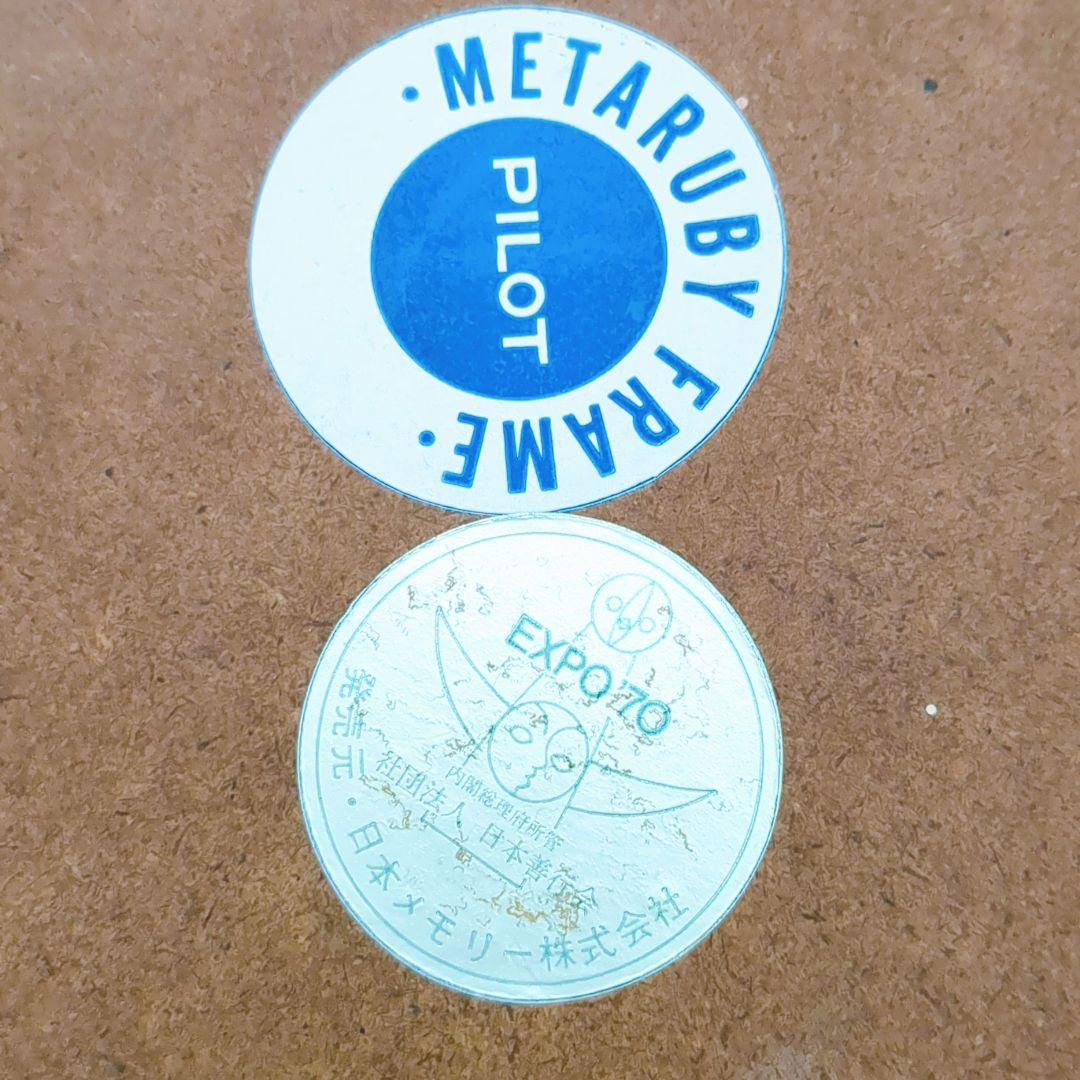 ・METARUBY FRAME・
PILOT
EXPO'70
内閣総理府所管
社団法人 日本善行会
発売元・日本メモリー株式会社